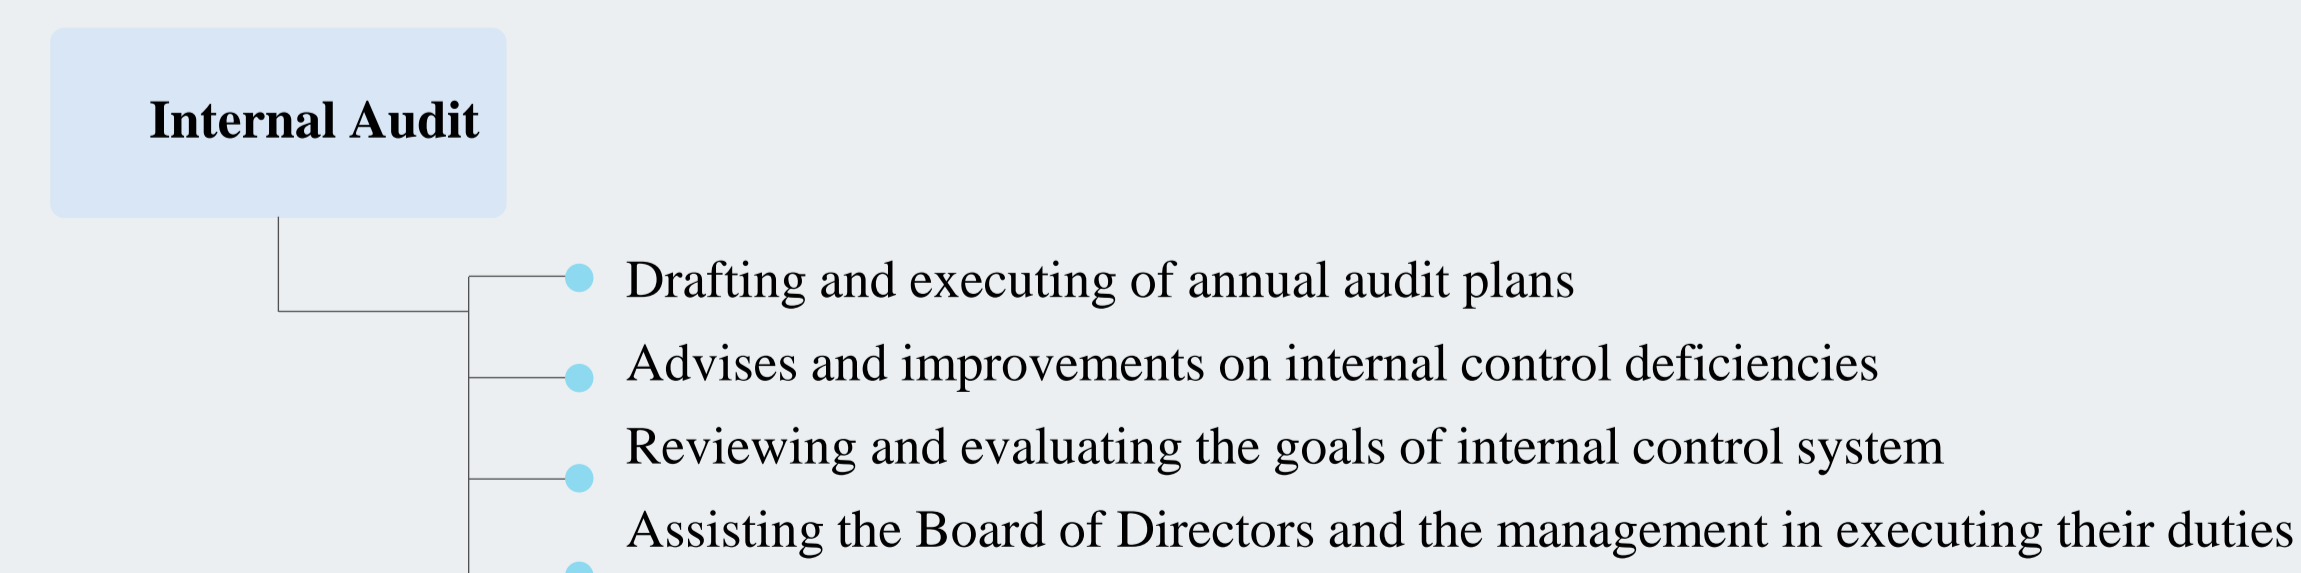 Internal Audit
Drafting and executing of annual audit plans
Advises and improvements on internal control deficiencies
Reviewing and evaluating the goals of internal control system
Assisting the Board of Directors and the management in executing their duties